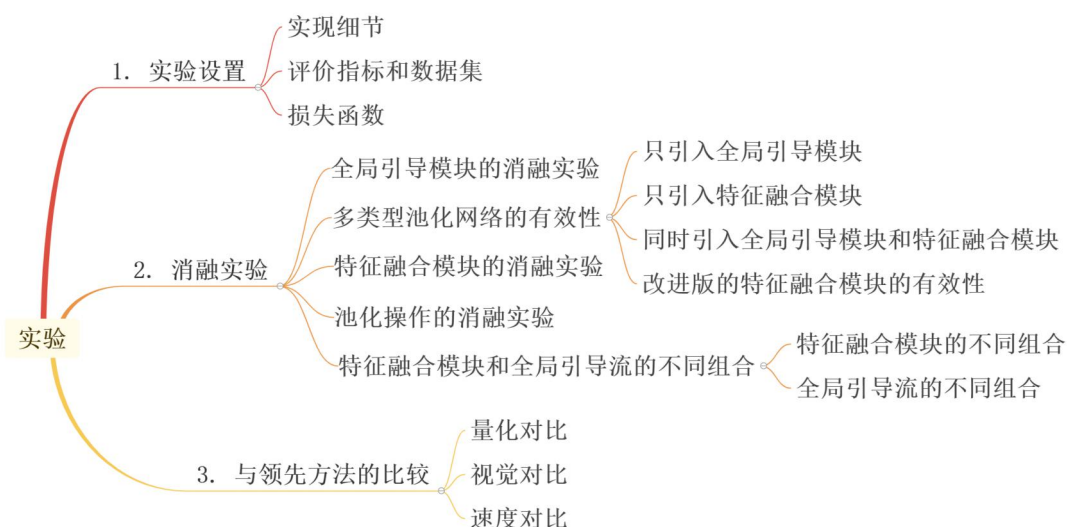 实验
1. 实验设置
实现细节
评价指标和数据集
损失函数
2. 消融实验
全局引导模块的消融实验
多类型池化网络的有效性
只引入全局引导模块
只引入特征融合模块
同时引入全局引导模块和特征融合模块
改进版的特征融合模块的有效性
特征融合模块的消融实验
池化操作的消融实验
特征融合模块和全局引导流的不同组合
特征融合模块的不同组合
全局引导流的不同组合
3. 与领先方法的比较
量化对比
视觉对比
速度对比